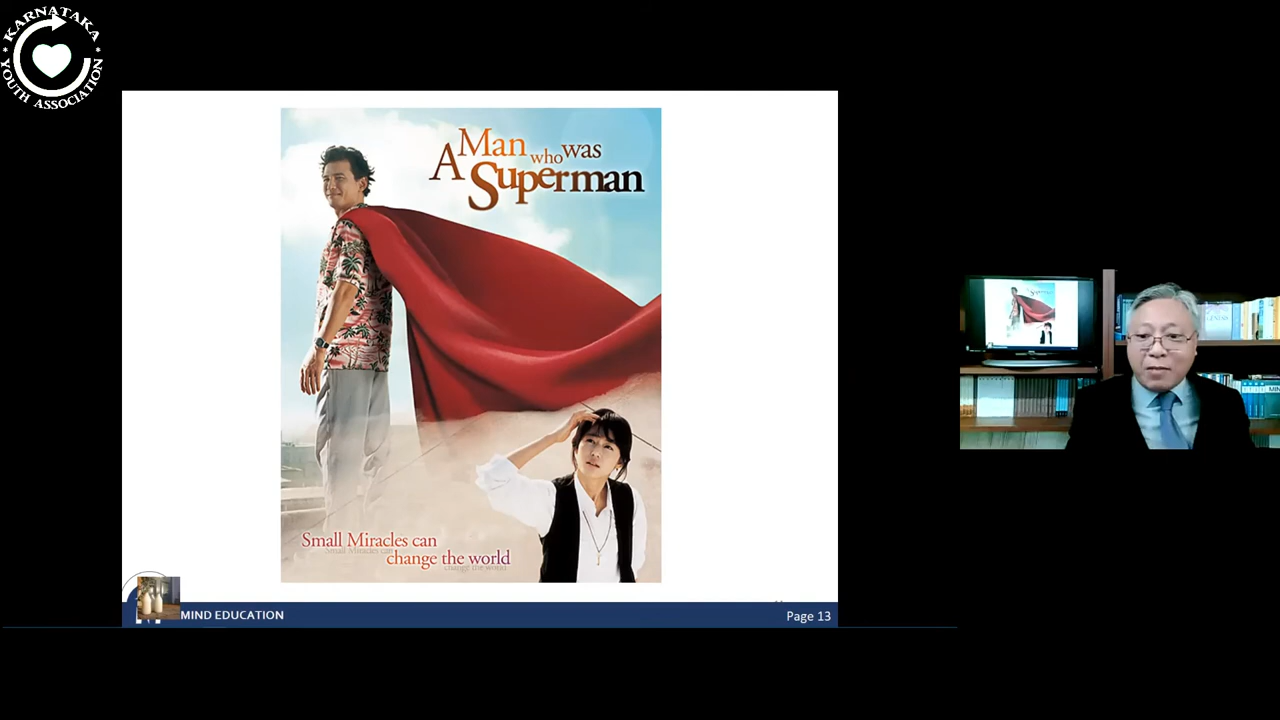 KARNATAKA
YOUTH ASSOCIATION
A Man who was
Superman
Small Miracles can
change the world
MIND EDUCATION
Page 13